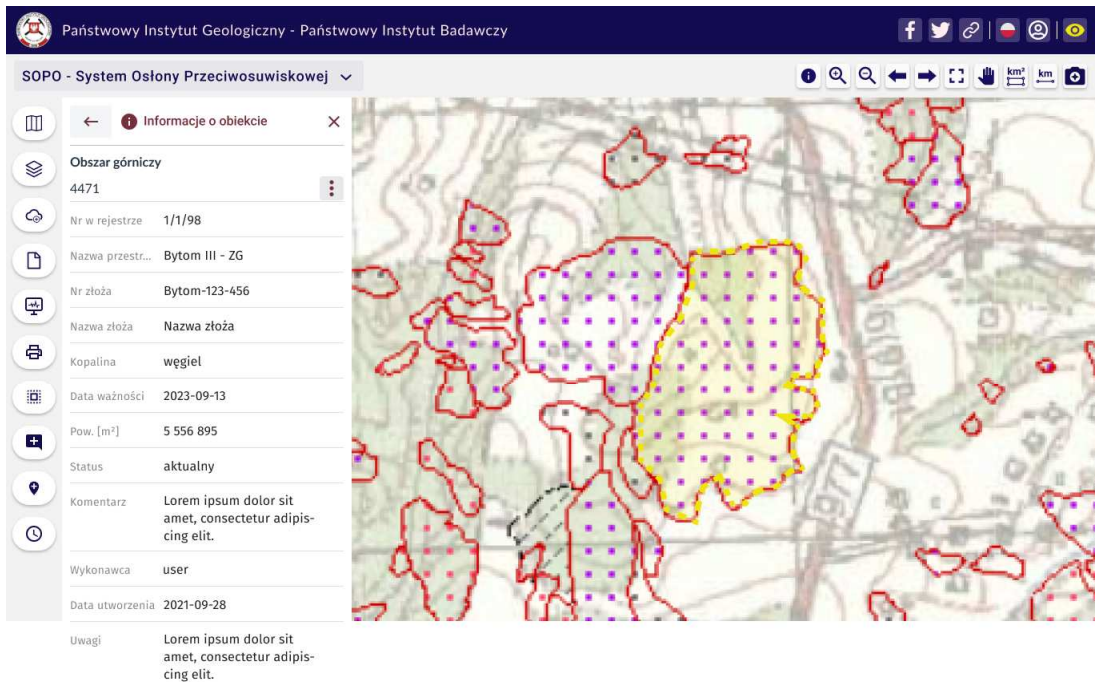 Państwowy Instytut Geologiczny - Państwowy Instytut Badawczy
SOPO - System Osłony Przeciwosuwiskowej
km²
km
Informacje o obiekcie
Obszar górniczy
4471
Nr w rejestrze 1/1/98
Nazwa przestr... Bytom III - ZG
Nr złoża Bytom-123-456
Nazwa złoża Nazwa złoża
Kopalina węgiel
Data ważności 2023-09-13
Pow. [m²] 5 556 895
Status aktualny
Komentarz Lorem ipsum dolor sit
amet, consectetur adipis-
cing elit.
Wykonawca user
Data utworzenia 2021-09-28
Uwagi Lorem ipsum dolor sit
amet, consectetur adipis-
cing elit.
977